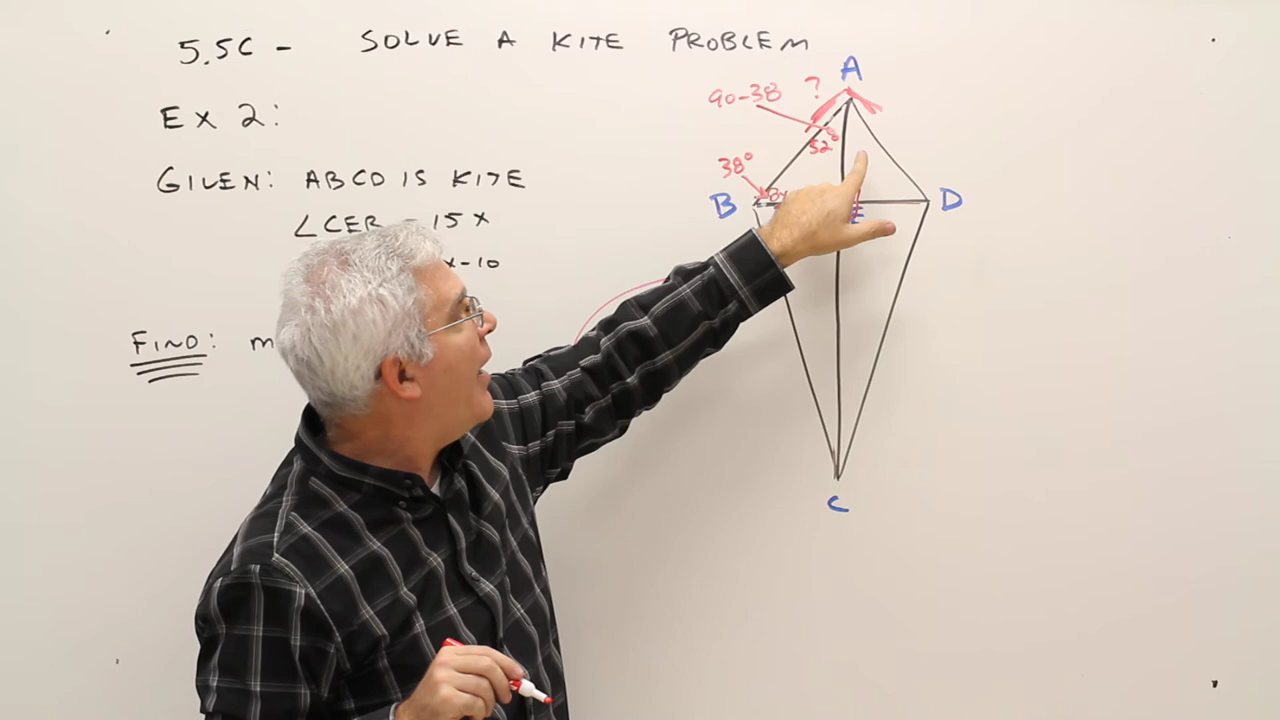 5.5C - SOLVE A KITE PROBLEM
Ex 2:
GIVEN: ABCD IS KITE
∠CEB 15x
x-10
FIND: m
A
?
90-38
52°
38°
B
3x
E
D
C